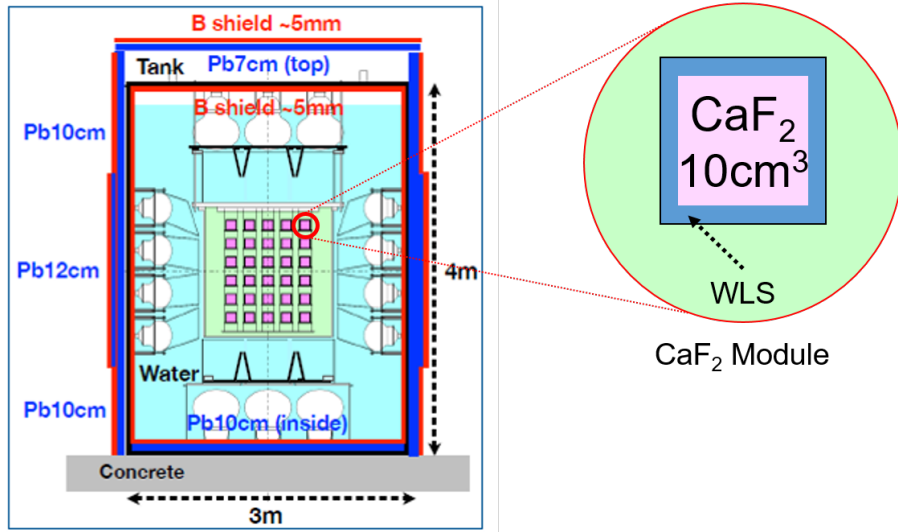 B shield ~5mm
Tank
Pb7cm (top)
B shield ~5mm
Pb10cm
Pb12cm
4m
Water
Pb10cm
Pb10cm (inside)
Concrete
3m
CaF₂
10cm³
WLS
CaF₂ Module